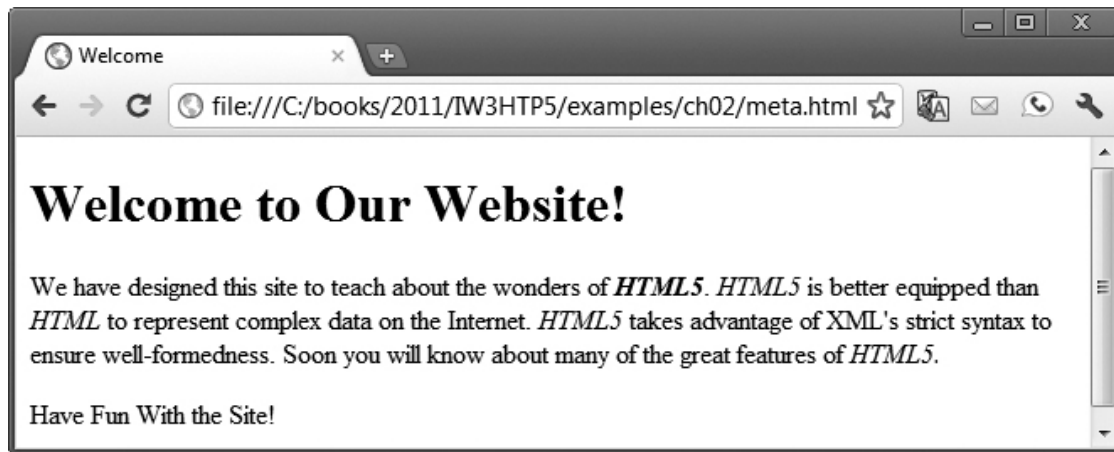 Welcome
file:///C:/books/2011/IW3HTP5/examples/ch02/meta.html
Welcome to Our Website!
We have designed this site to teach about the wonders of HTML5. HTML5 is better equipped than
HTML to represent complex data on the Internet. HTML5 takes advantage of XML's strict syntax to
ensure well-formedness. Soon you will know about many of the great features of HTML5.
Have Fun With the Site!